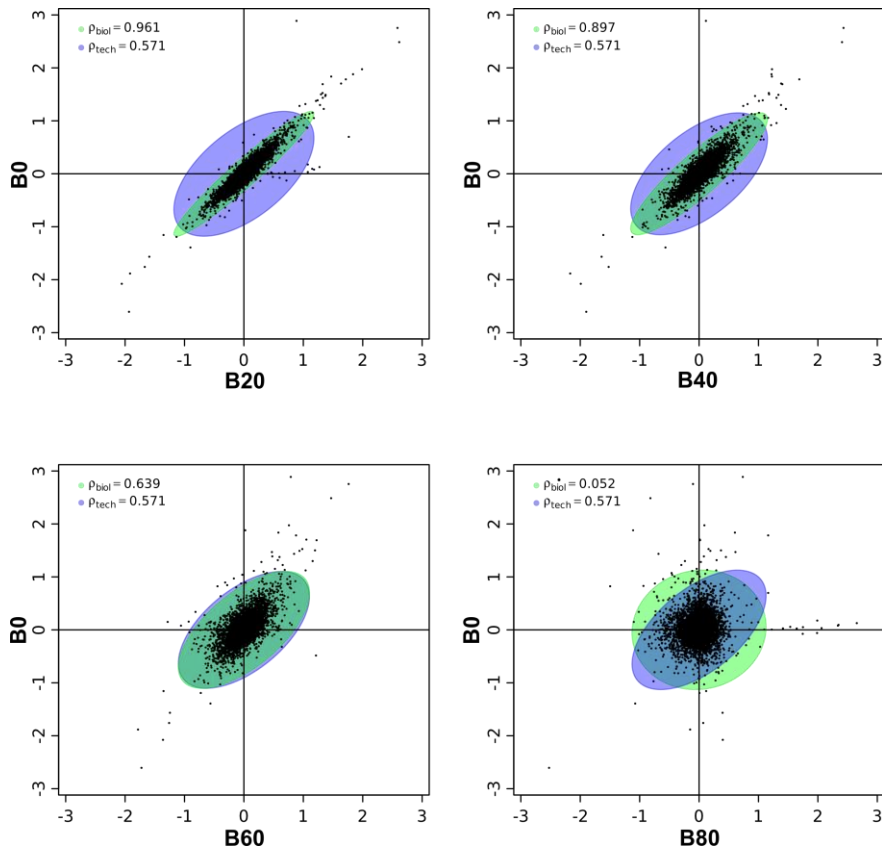 ρbiol = 0.961
ρtech = 0.571
3
2
1
0
-1
-2
-3
B0
-3 -2 -1 0 1 2 3
B20
ρbiol = 0.897
ρtech = 0.571
3
2
1
0
-1
-2
-3
B0
-3 -2 -1 0 1 2 3
B40
ρbiol = 0.639
ρtech = 0.571
3
2
1
0
-1
-2
-3
B0
-3 -2 -1 0 1 2 3
B60
ρbiol = 0.052
ρtech = 0.571
3
2
1
0
-1
-2
-3
B0
-3 -2 -1 0 1 2 3
B80